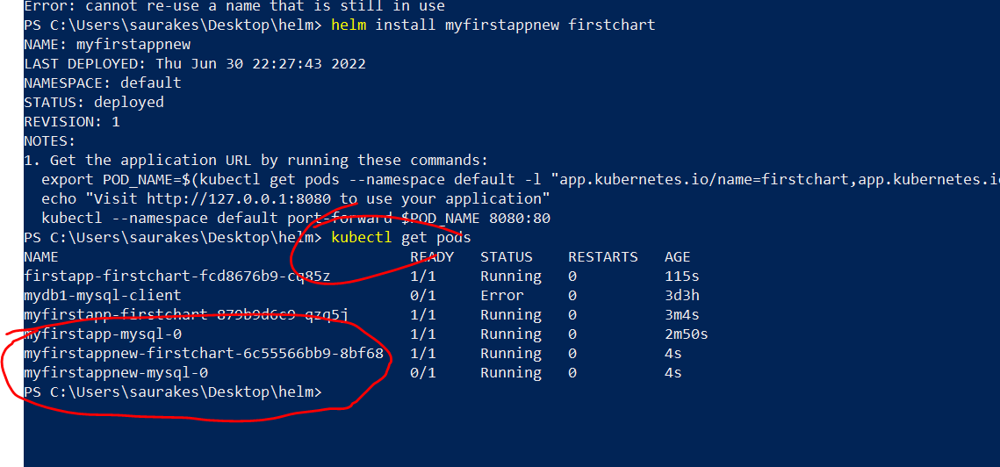 Error: cannot re-use a name that is still in use
PS C:\Users\saurakes\Desktop\helm> helm install myfirstappnew firstchart
NAME: myfirstappnew
LAST DEPLOYED: Thu Jun 30 22:27:43 2022
NAMESPACE: default
STATUS: deployed
REVISION: 1
NOTES:
1. Get the application URL by running these commands:
  export POD_NAME=$(kubectl get pods --namespace default -l "app.kubernetes.io/name=firstchart,app.kubernetes.io
  echo "Visit http://127.0.0.1:8080 to use your application"
  kubectl --namespace default port-forward $POD_NAME 8080:80
PS C:\Users\saurakes\Desktop\helm> kubectl get pods
NAME READY STATUS RESTARTS AGE
firstapp-firstchart-fcd8676b9-cq85z 1/1 Running 0 115s
mydb1-mysql-client 0/1 Error 0 3d3h
myfirstapp-firstchart-879b9d6c9-qzq5j 1/1 Running 0 3m4s
myfirstapp-mysql-0 1/1 Running 0 2m50s
myfirstappnew-firstchart-6c55566bb9-8bf68 1/1 Running 0 4s
myfirstappnew-mysql-0 0/1 Running 0 4s
PS C:\Users\saurakes\Desktop\helm>